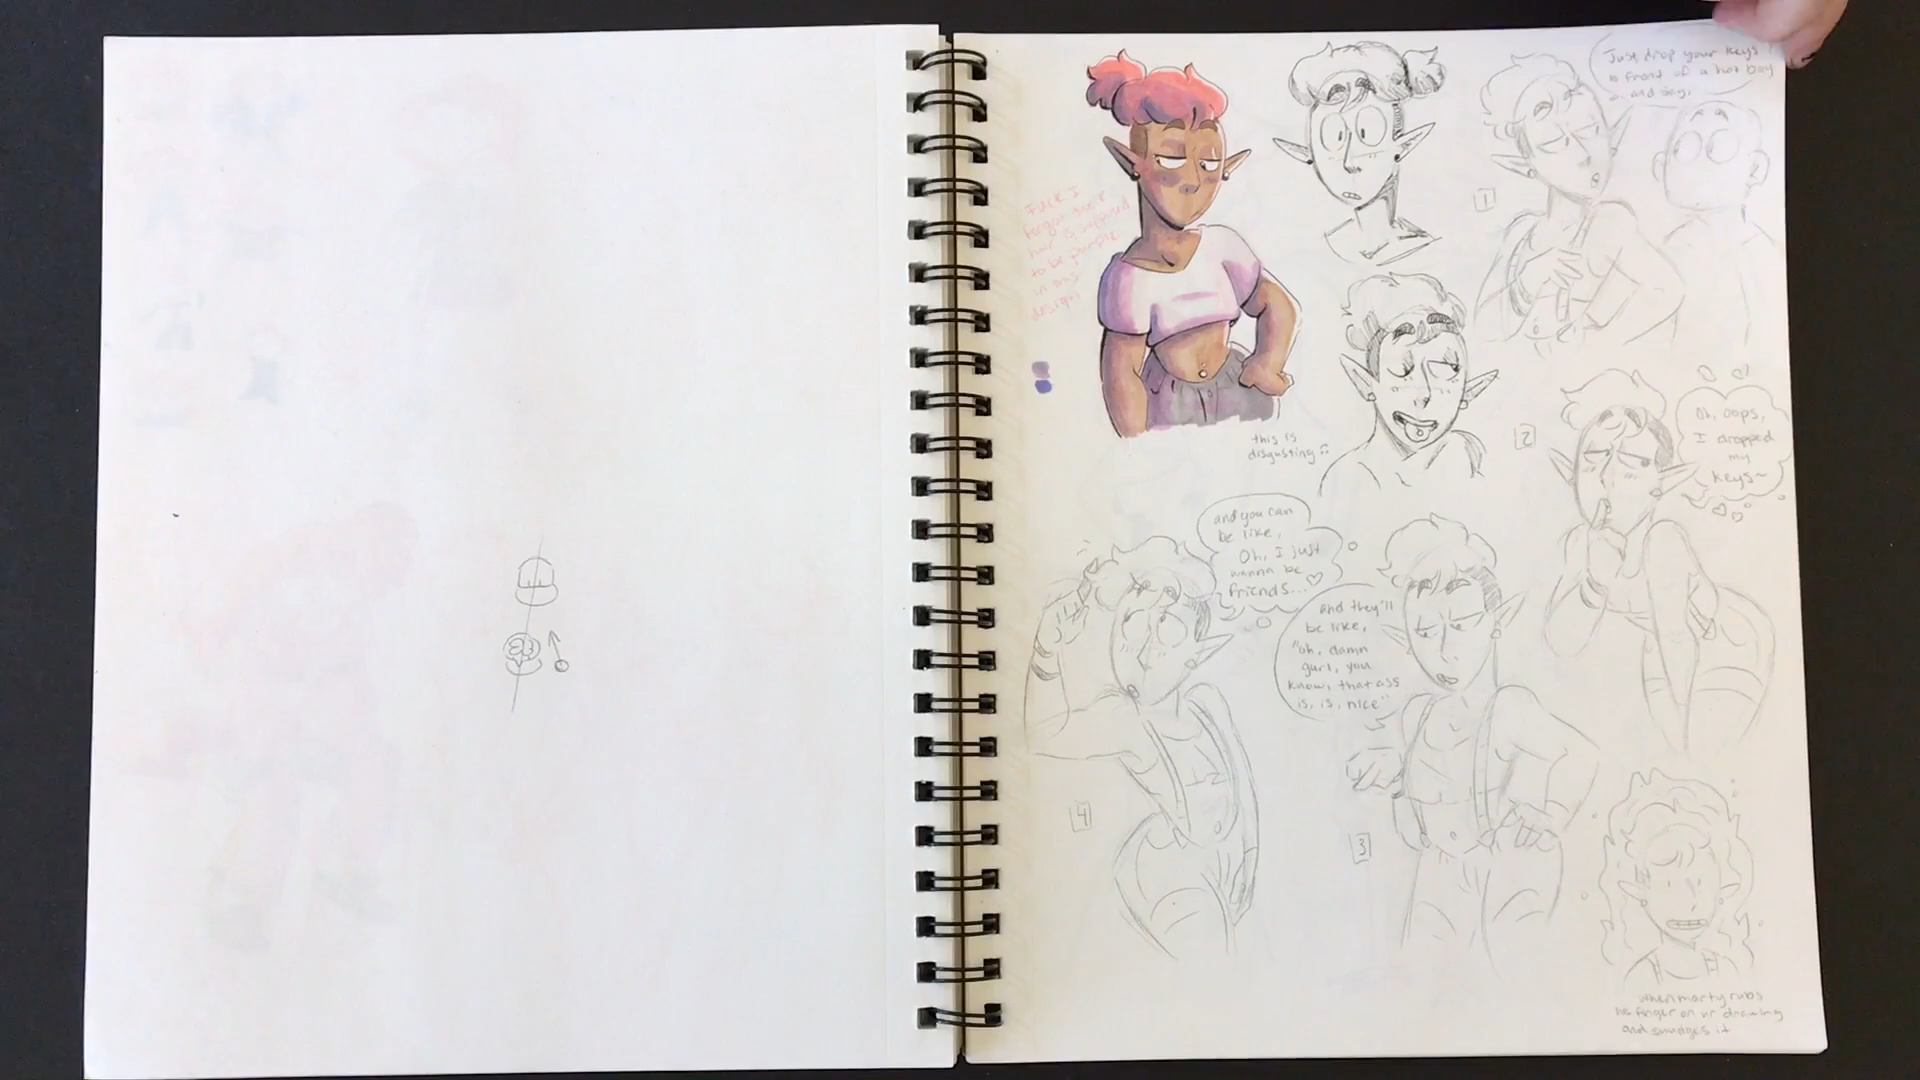 Just drop your keys
in front of a hot boy
and say,
1
Fuck I
forgot their
hair is supposed
to be purple
in this
design
this is
disgusting
2
Oh, oops,
I dropped
my
keys~
and they'll
be like,
"oh, damn
gurl, you
know, that ass
is, is, nice"
3
and you can
be like,
Oh, I just
wanna be
friends...
4
when marty rubs
his finger on ur drawing
and smudges it